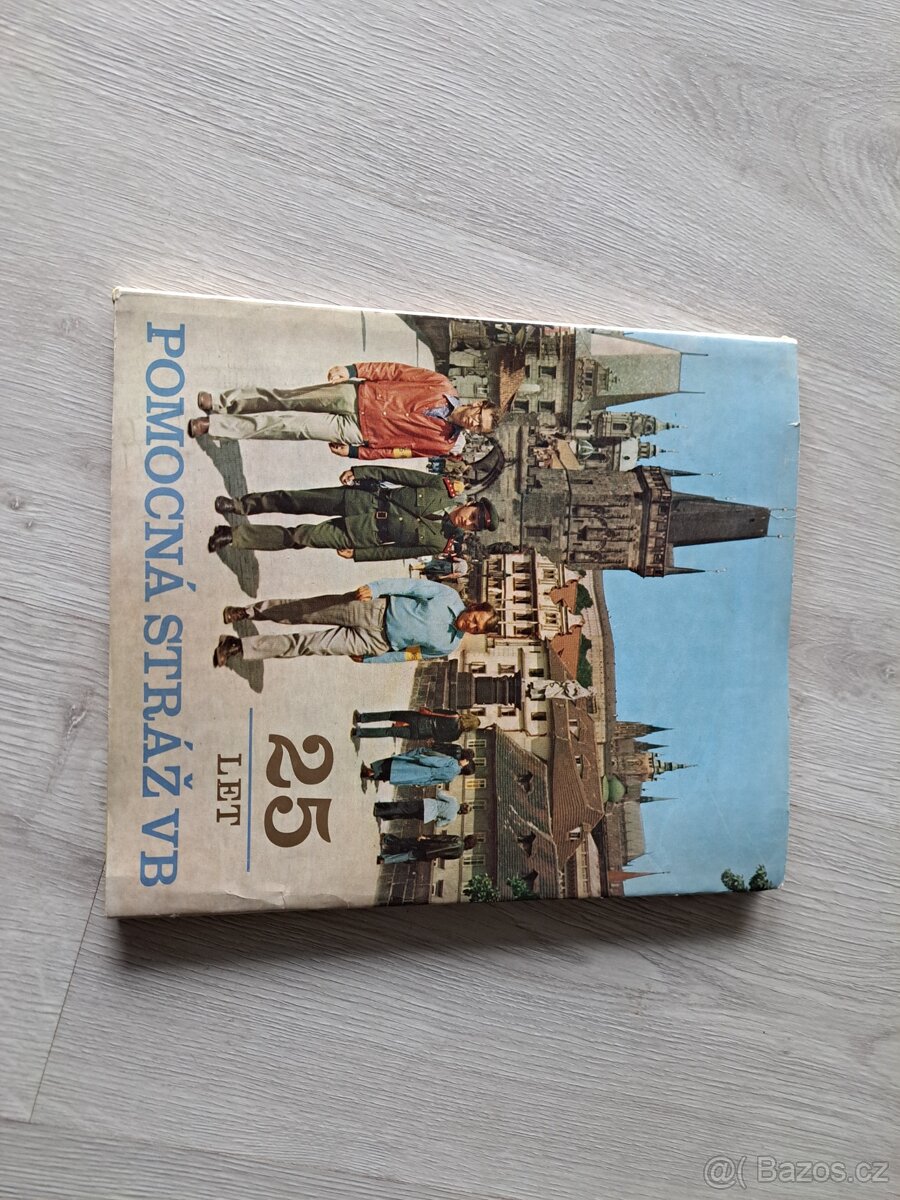 25
LET
POMOCNÁ STRÁŽ VB
@( Bazos.cz